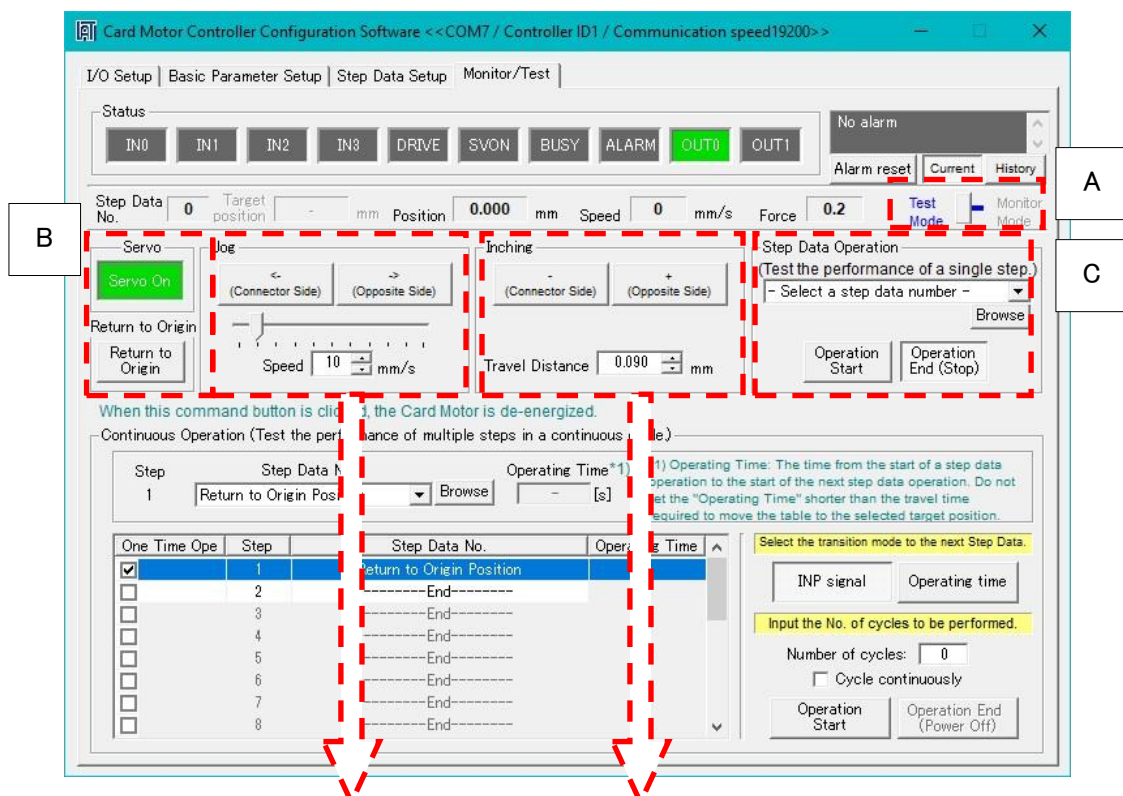 Card Motor Controller Configuration Software <<COM7 / Controller ID1 / Communication speed19200>>
I/O Setup Basic Parameter Setup Step Data Setup Monitor/Test
Status
No alarm
IN0 IN1 IN2 IN3 DRIVE SVON BUSY ALARM OUT0 OUT1
Alarm reset Current History
A
Step Data No. 0 Target position - mm Position 0.000 mm Speed 0 mm/s Force 0.2 Test Mode Monitor Mode
B
Servo Jog Inching Step Data Operation
C
(Test the performance of a single step.)
Servo On <- (Connector Side) -> (Opposite Side) - (Connector Side) + (Opposite Side) - Select a step data number -
Browse
Return to Origin
Return to Origin Speed 10 mm/s Travel Distance 0.090 mm Operation Start Operation End (Stop)
When this command button is , the Card Motor is de-energized.
Continuous Operation (Test the of multiple steps in a continuous
Step Step Data Operating Time*1)
1 Return to Origin Browse - [s]
1) Operating Time: The time from the start of a step data
operation to the start of the next step data operation. Do not
set the "Operating Time" shorter than the travel time
required to move the table to the selected target position.
One Time Ope Step Step Data No. Time
1 Return to Origin Position
2 --------End--------
3 --------End--------
4 --------End--------
5 --------End--------
6 --------End--------
7 --------End--------
8 --------End--------
Select the transition mode to the next Step Data.
INP signal Operating time
Input the No. of cycles to be performed.
Number of cycles: 0
Cycle continuously
Operation Start Operation End (Power Off)